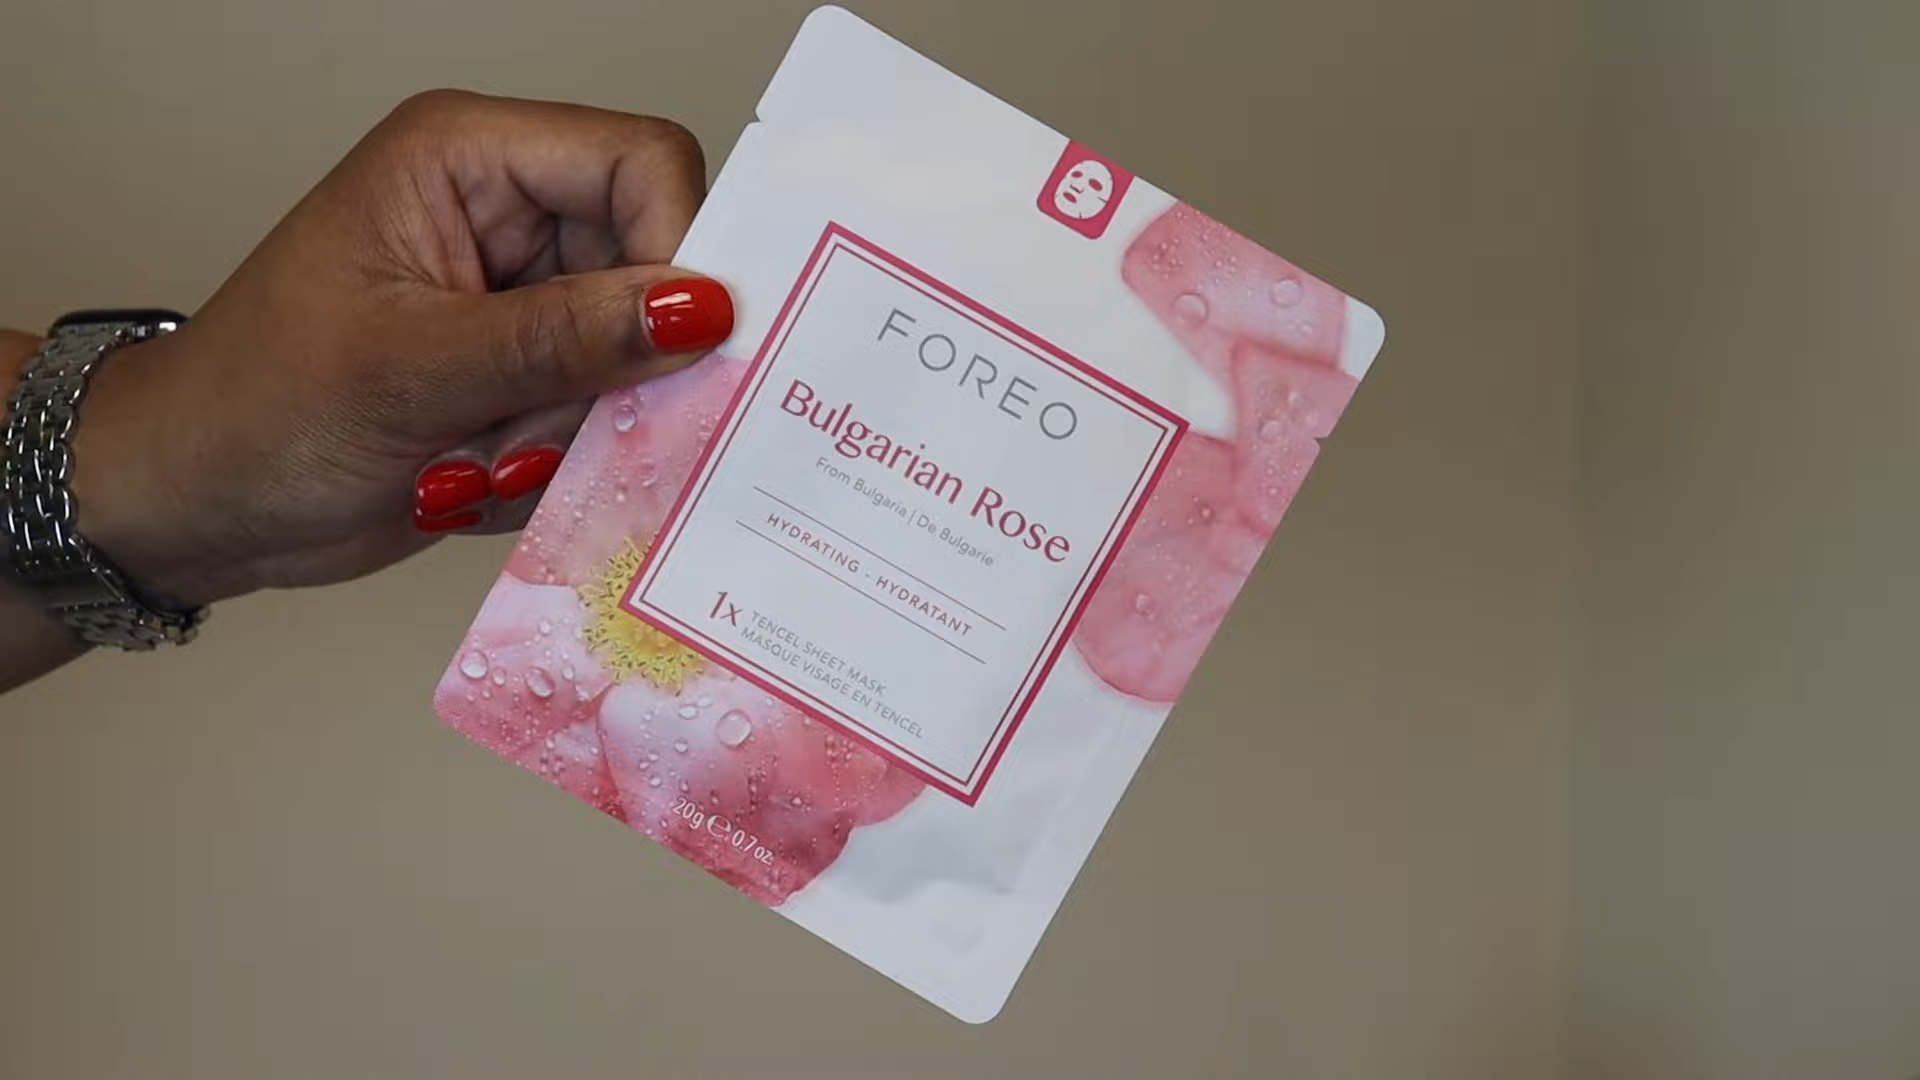 FOREO
Bulgarian Rose
From Bulgaria | De Bulgarie
HYDRATING - HYDRATANT
1x TENCEL SHEET MASK
MASQUE VISAGE EN TENCEL
20g ℮ 0.7 oz.